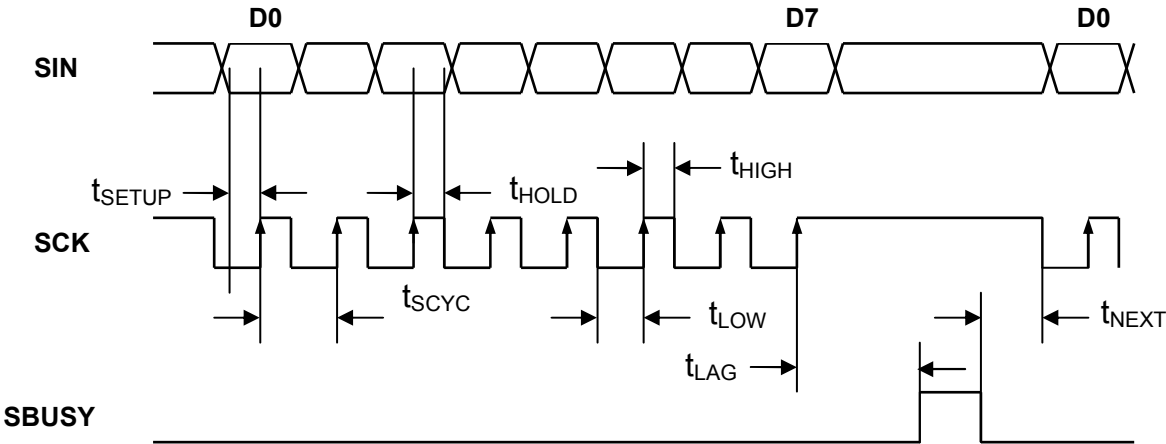 D0 D7 D0
SIN
tSETUP tHOLD tHIGH
SCK
tSCYC tLOW tNEXT
tLAG
SBUSY